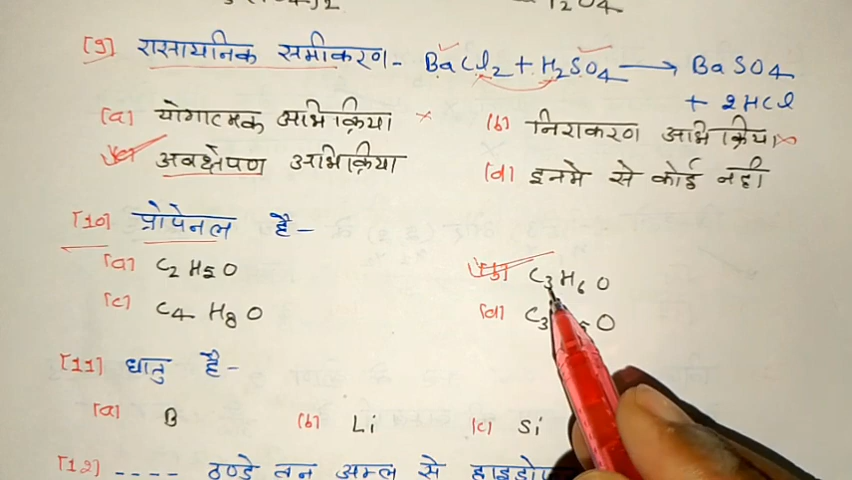 [9] रासायनिक समीकरण- BaCl2 + H2SO4 → BaSO4
+ 2HCl
(a) योगात्मक अभिक्रिया × (b) निराकरण अभिक्रिया ×
(c) अवक्षेपण अभिक्रिया (d) इनमे से कोई नही
[10] प्रोपेनल है-
(a) C2H5O (b) C3H6O
(c) C4H8O (d) C3 O
[11] धातु है-
(a) B (b) Li (c) Si
[12] ---- ठण्डे तन अम्ल से